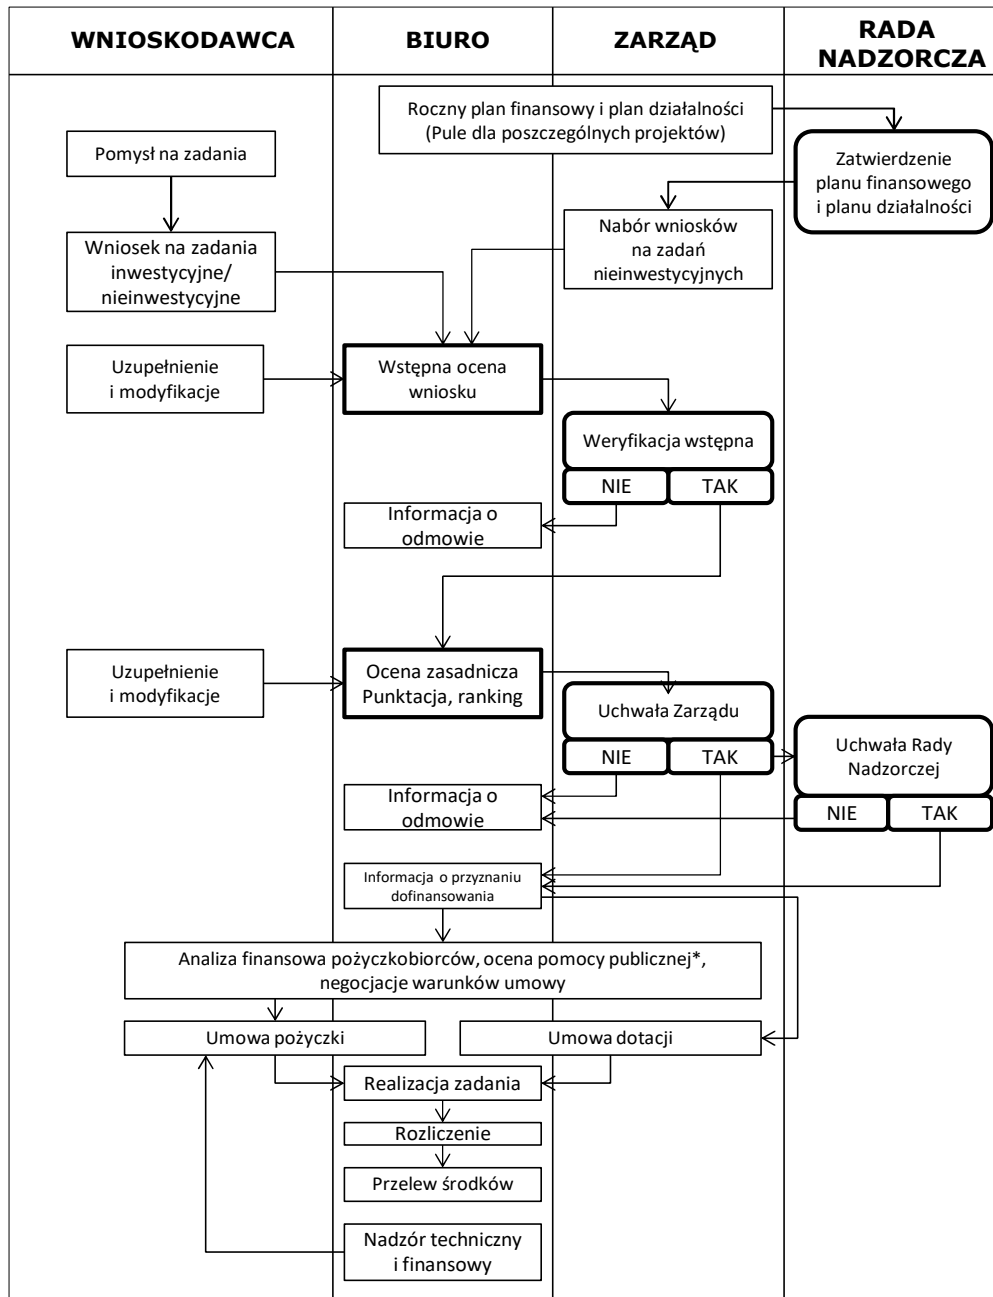 WNIOSKODAWCA
BIURO
ZARZĄD
RADA
NADZORCZA
Roczny plan finansowy i plan działalności
(Pule dla poszczególnych projektów)
Pomysł na zadania
Zatwierdzenie
planu finansowego
i planu działalności
Wniosek na zadania
inwestycyjne/
nieinwestycyjne
Nabór wniosków
na zadań
nieinwestycyjnych
Uzupełnienie
i modyfikacje
Wstępna ocena
wniosku
Weryfikacja wstępna
NIE
TAK
Informacja o
odmowie
Uzupełnienie
i modyfikacje
Ocena zasadnicza
Punktacja, ranking
Uchwała Zarządu
NIE
TAK
Uchwała Rady
Nadzorczej
NIE
TAK
Informacja o
odmowie
Informacja o przyznaniu
dofinansowania
Analiza finansowa pożyczkobiorców, ocena pomocy publicznej*,
negocjacje warunków umowy
Umowa pożyczki
Umowa dotacji
Realizacja zadania
Rozliczenie
Przelew środków
Nadzór techniczny
i finansowy